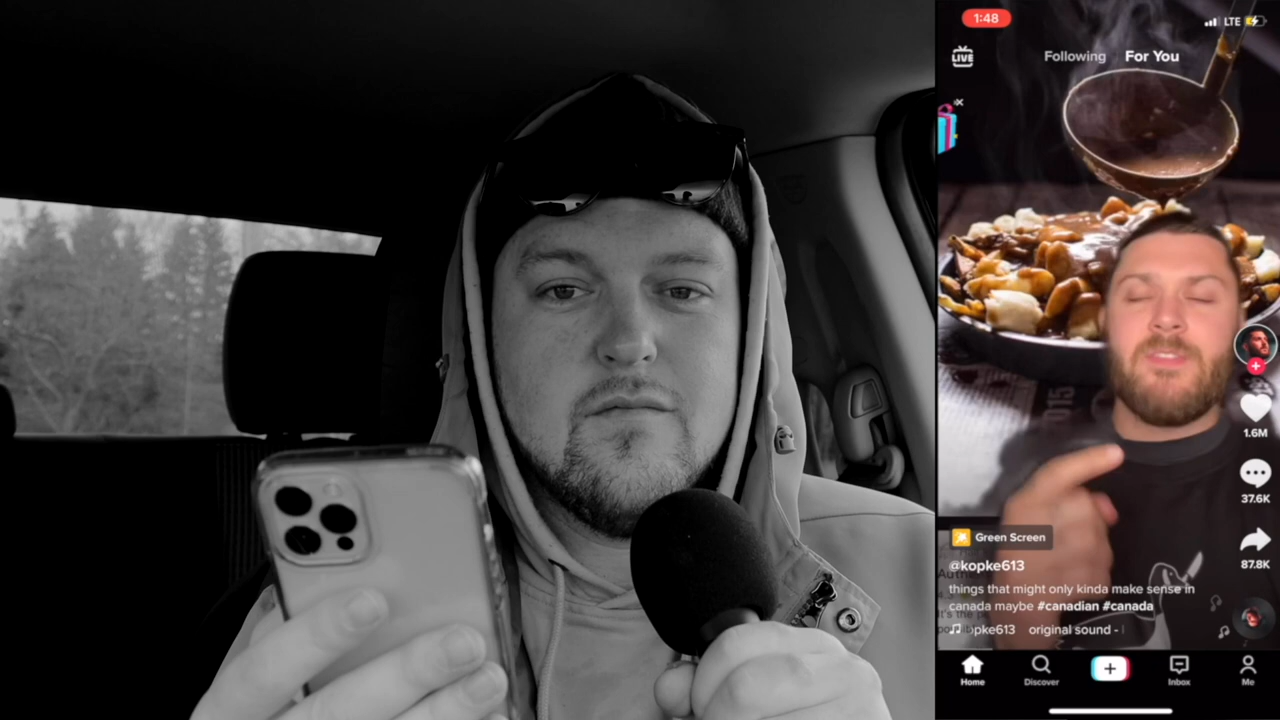 1:48
LTE
LIVE
Following For You
1.6M
37.6K
87.8K
Green Screen
@kopke613
things that might only kinda make sense in
canada maybe #canadian #canada
pke613 original sound -
Home Discover Inbox Me